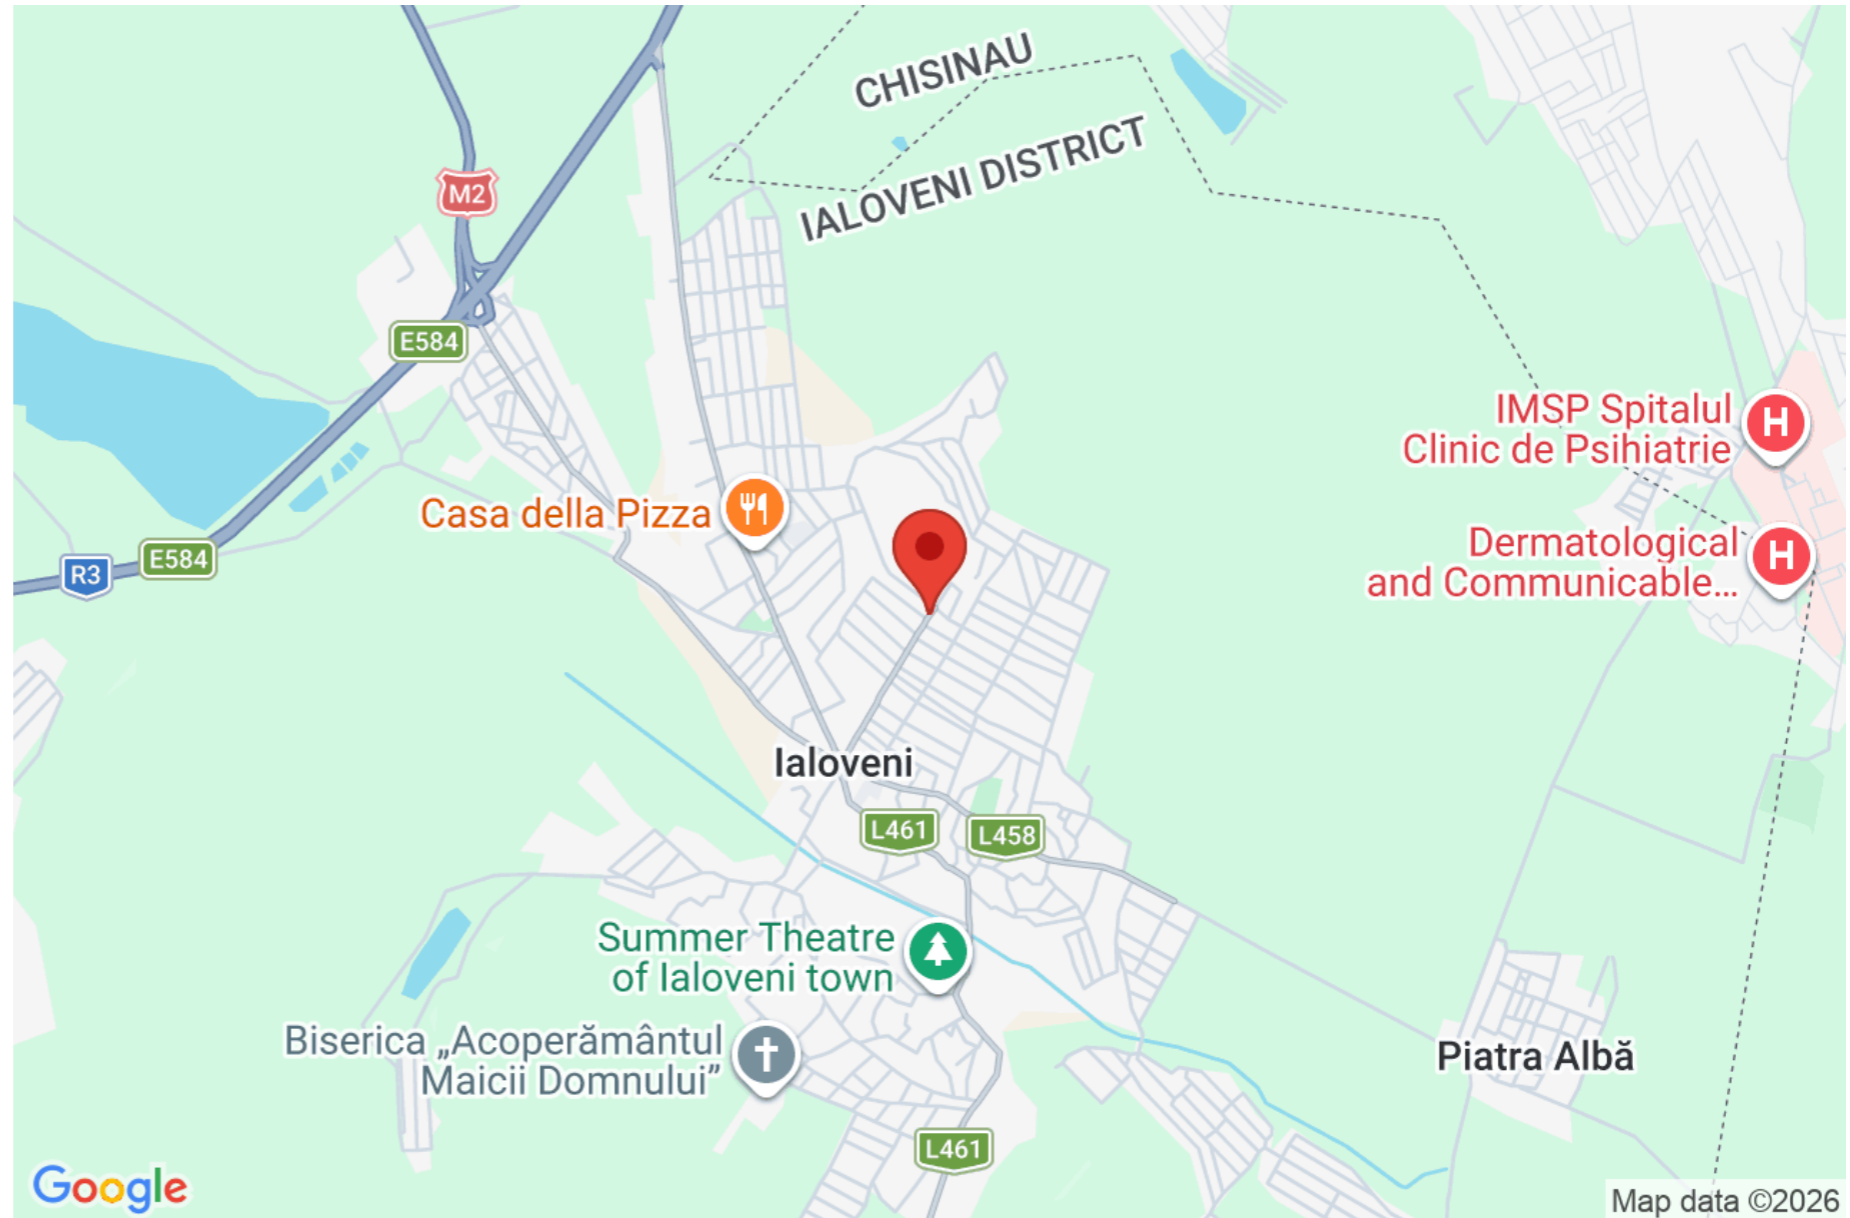 CHISINAU
IALOVENI DISTRICT
M2
E584
IMSP Spitalul
Clinic de Psihiatrie
H
Casa della Pizza
E584
R3
Dermatological
and Communicable...
H
Ialoveni
L461
L458
Summer Theatre
of Ialoveni town
Biserica „Acoperământul
Maicii Domnului”
Piatra Albă
L461
Google
Map data ©2026